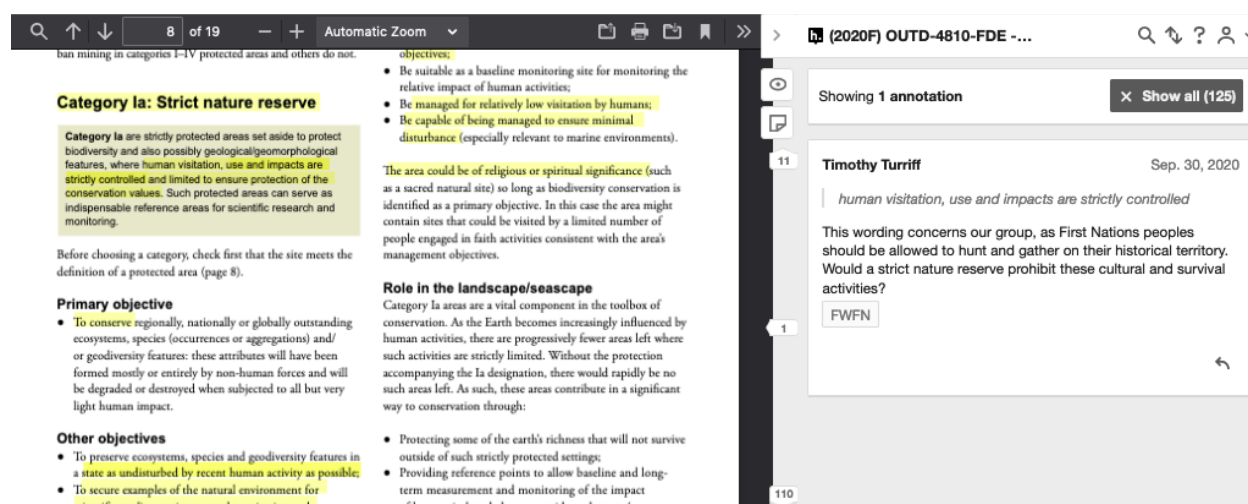 8 of 19
Automatic Zoom
ban mining in categories I–IV protected areas and others do not.
Category Ia: Strict nature reserve
Category Ia are strictly protected areas set aside to protect
biodiversity and also possibly geological/geomorphological
features, where human visitation, use and impacts are
strictly controlled and limited to ensure protection of the
conservation values. Such protected areas can serve as
indispensable reference areas for scientific research and
monitoring.
Before choosing a category, check first that the site meets the
definition of a protected area (page 8).
Primary objective
● To conserve regionally, nationally or globally outstanding
ecosystems, species (occurrences or aggregations) and/
or geodiversity features: these attributes will have been
formed mostly or entirely by non-human forces and will
be degraded or destroyed when subjected to all but very
light human impact.
Other objectives
● To preserve ecosystems, species and geodiversity features in
a state as undisturbed by recent human activity as possible;
● To secure examples of the natural environment for
objectives;
● Be suitable as a baseline monitoring site for monitoring the
relative impact of human activities;
● Be managed for relatively low visitation by humans;
● Be capable of being managed to ensure minimal
disturbance (especially relevant to marine environments).
The area could be of religious or spiritual significance (such
as a sacred natural site) so long as biodiversity conservation is
identified as a primary objective. In this case the area might
contain sites that could be visited by a limited number of
people engaged in faith activities consistent with the area's
management objectives.
Role in the landscape/seascape
Category Ia areas are a vital component in the toolbox of
conservation. As the Earth becomes increasingly influenced by
human activities, there are progressively fewer areas left where
such activities are strictly limited. Without the protection
accompanying the Ia designation, there would rapidly be no
such areas left. As such, these areas contribute in a significant
way to conservation through:
● Protecting some of the earth's richness that will not survive
outside of such strictly protected settings;
● Providing reference points to allow baseline and long-
term measurement and monitoring of the impact
11
1
110
h. (2020F) OUTD-4810-FDE -...
Showing 1 annotation
× Show all (125)
Timothy Turriff Sep. 30, 2020
human visitation, use and impacts are strictly controlled
This wording concerns our group, as First Nations peoples
should be allowed to hunt and gather on their historical territory.
Would a strict nature reserve prohibit these cultural and survival
activities?
FWFN